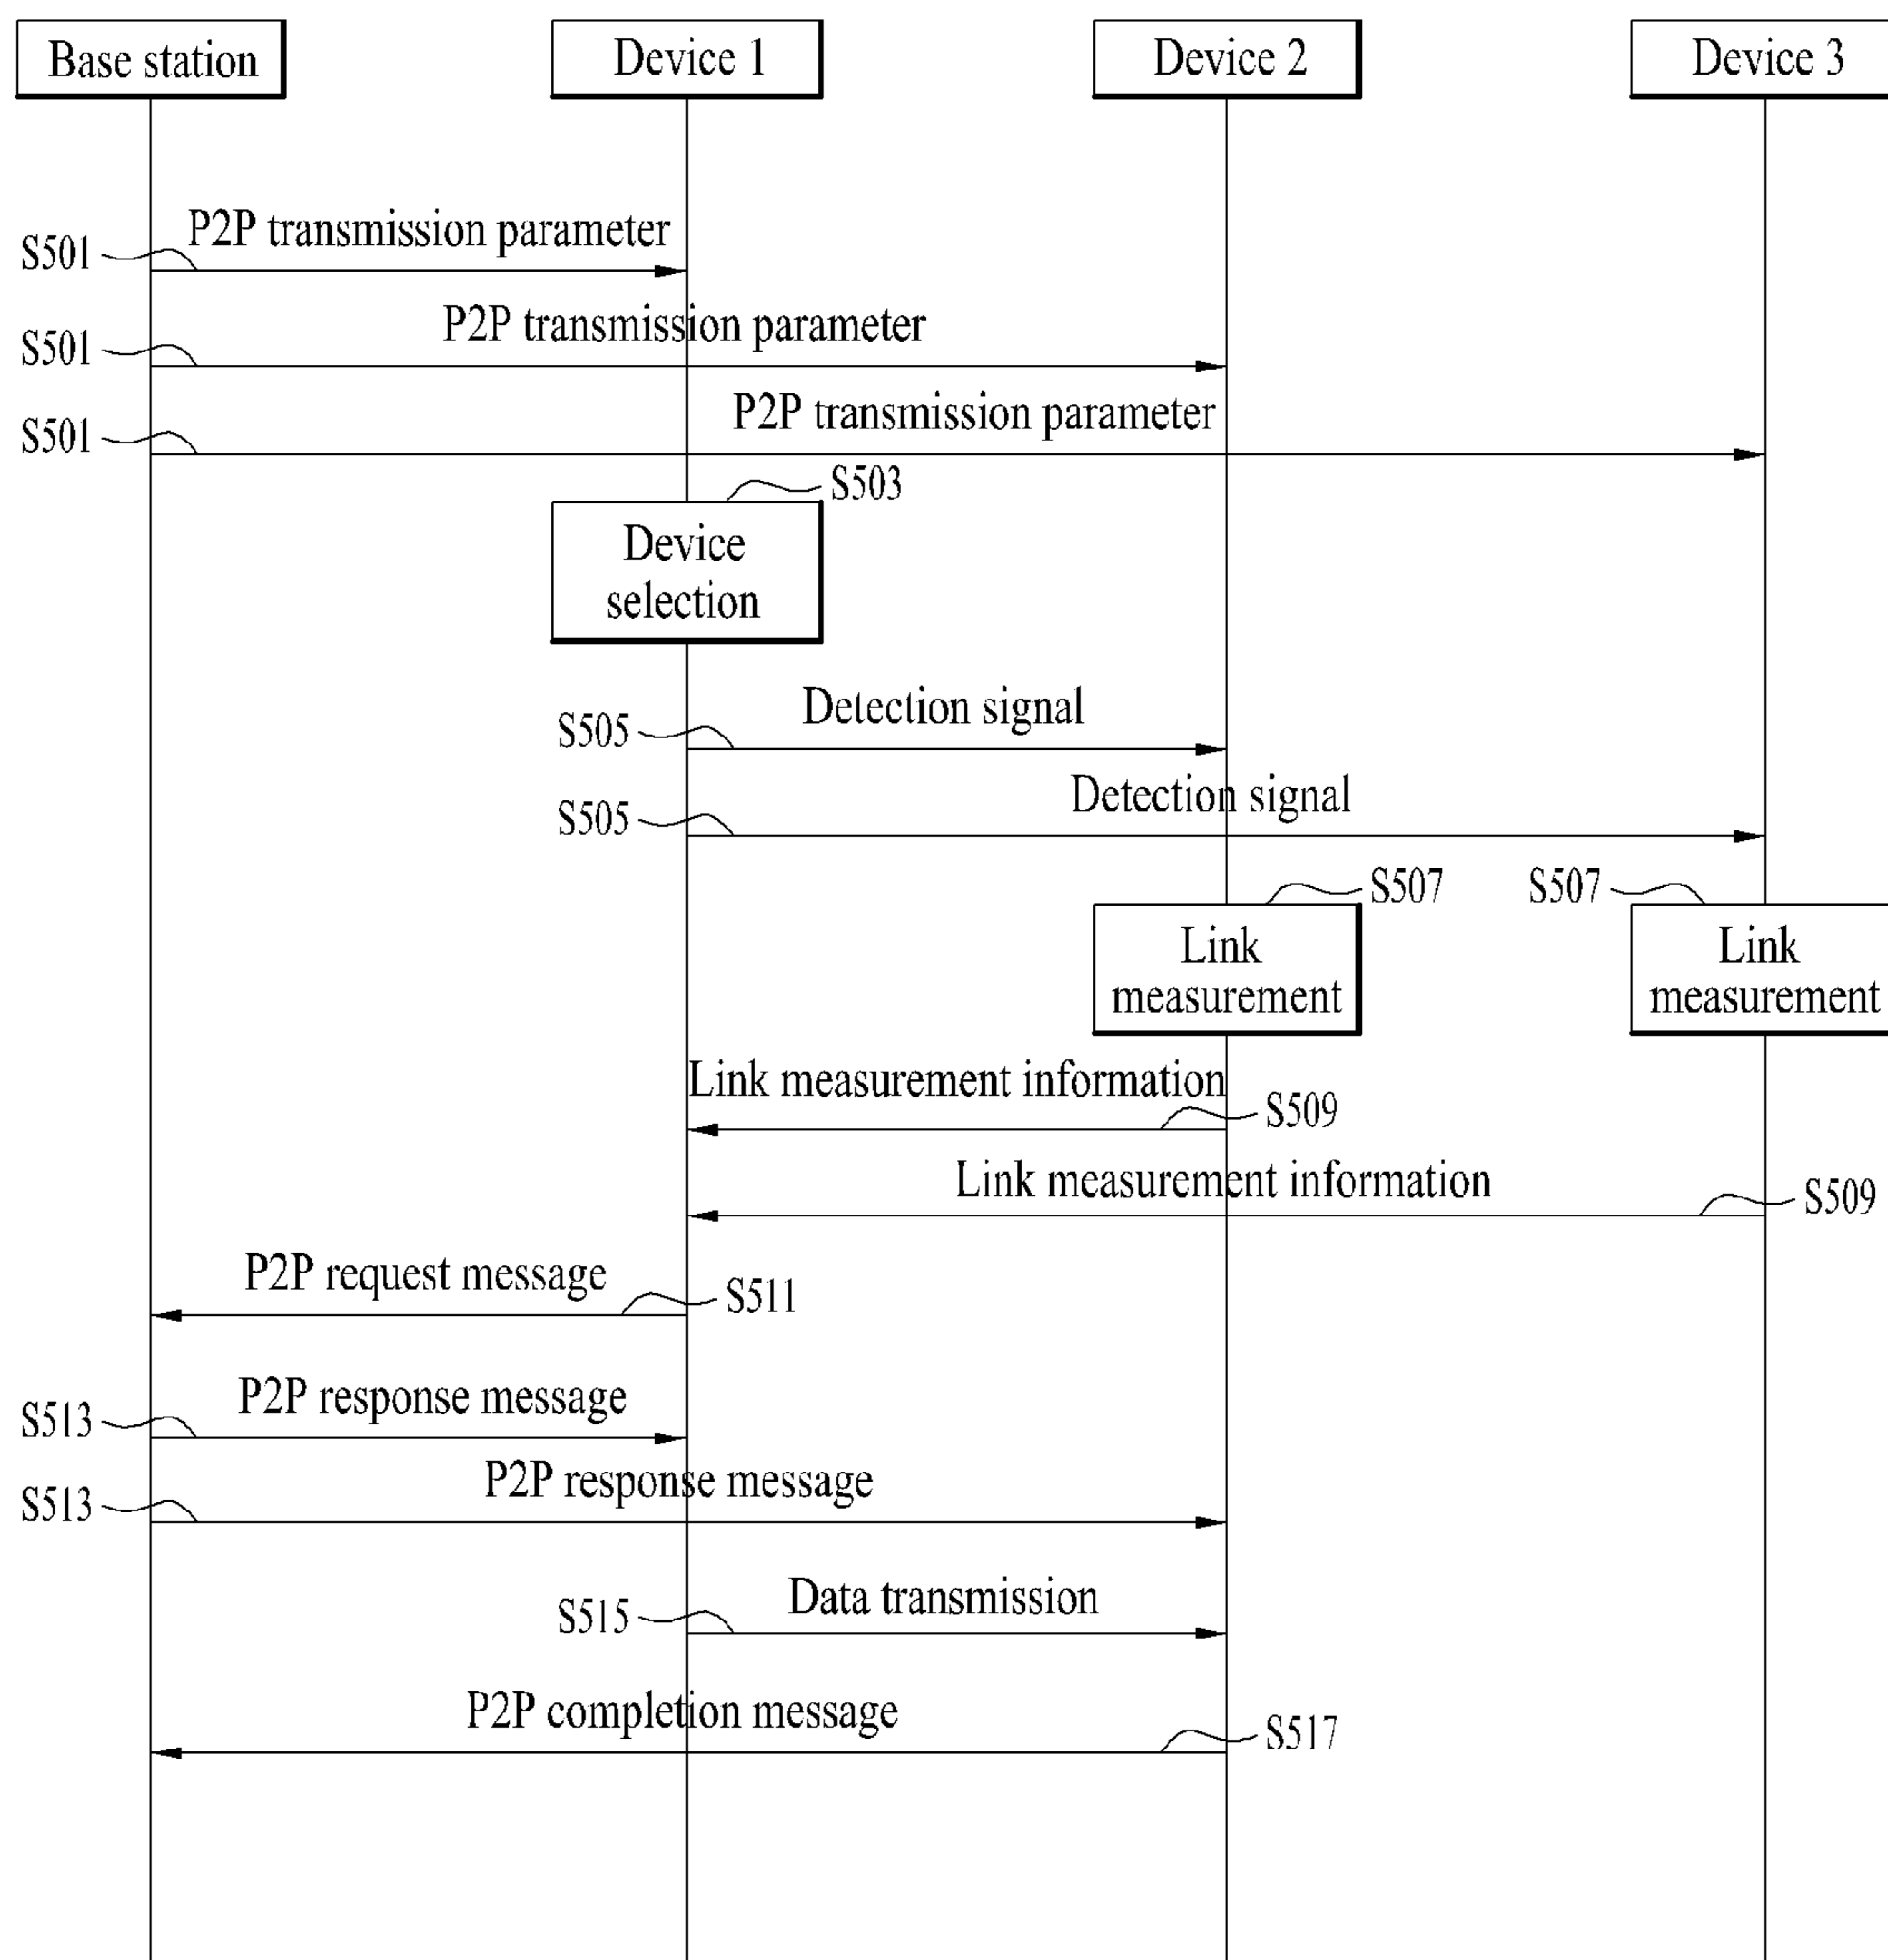 Base station
Device 1
Device 2
Device 3
P2P transmission parameter
S501
P2P transmission parameter
S501
P2P transmission parameter
S501
S503
Device
selection
Detection signal
S505
Detection signal
S505
S507
S507
Link
measurement
Link
measurement
Link measurement information
S509
Link measurement information
S509
P2P request message
S511
P2P response message
S513
P2P response message
S513
Data transmission
S515
P2P completion message
S517